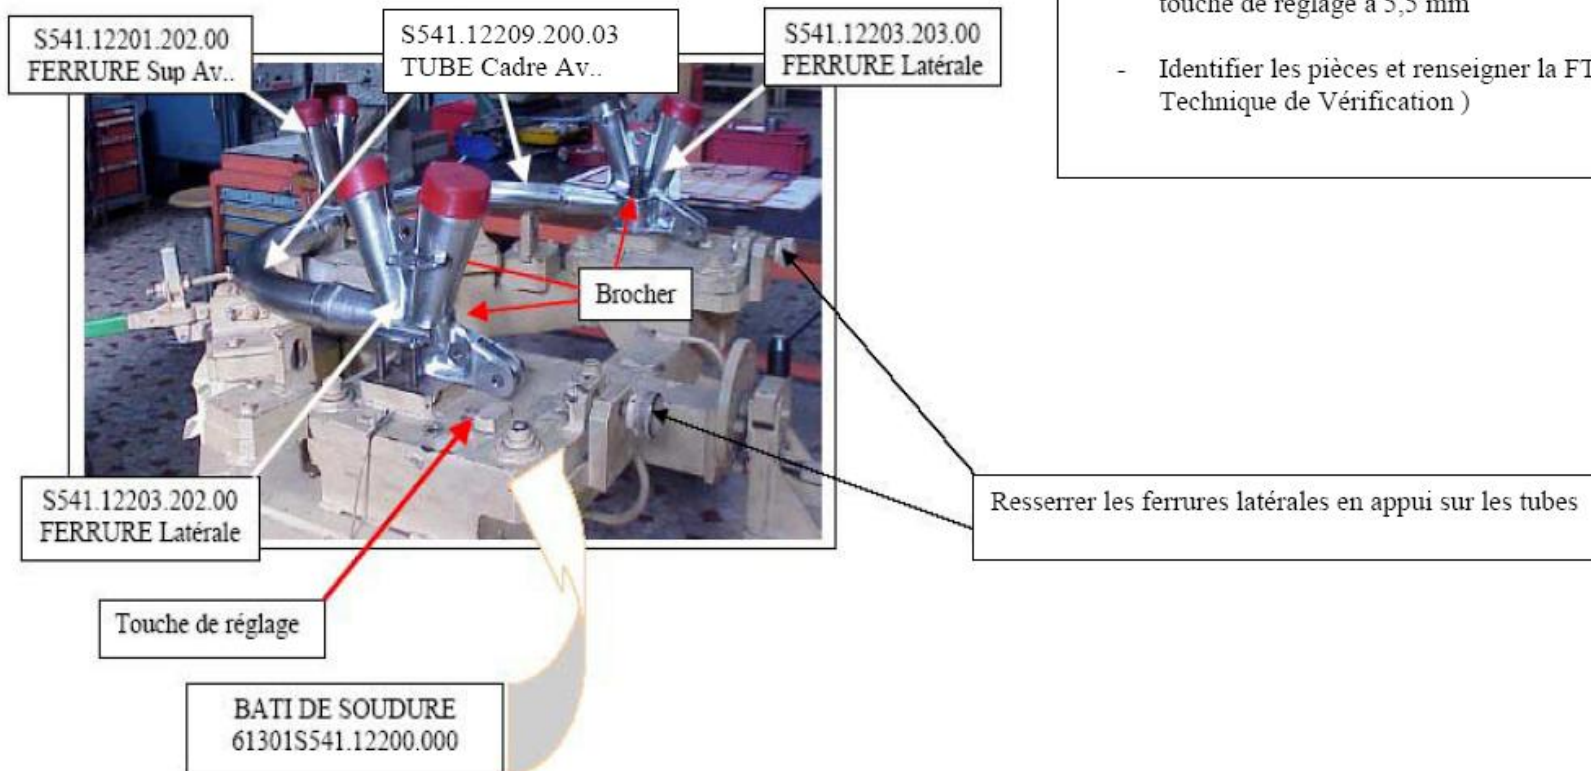 S541.12201.202.00
FERRURE Sup Av..
S541.12209.200.03
TUBE Cadre Av..
S541.12203.203.00
FERRURE Latérale
touche de réglage à 5,5 mm
- Identifier les pièces et renseigner la FT
Technique de Vérification )
Brocher
S541.12203.202.00
FERRURE Latérale
Resserrer les ferrures latérales en appui sur les tubes
Touche de réglage
BATI DE SOUDURE
61301S541.12200.000